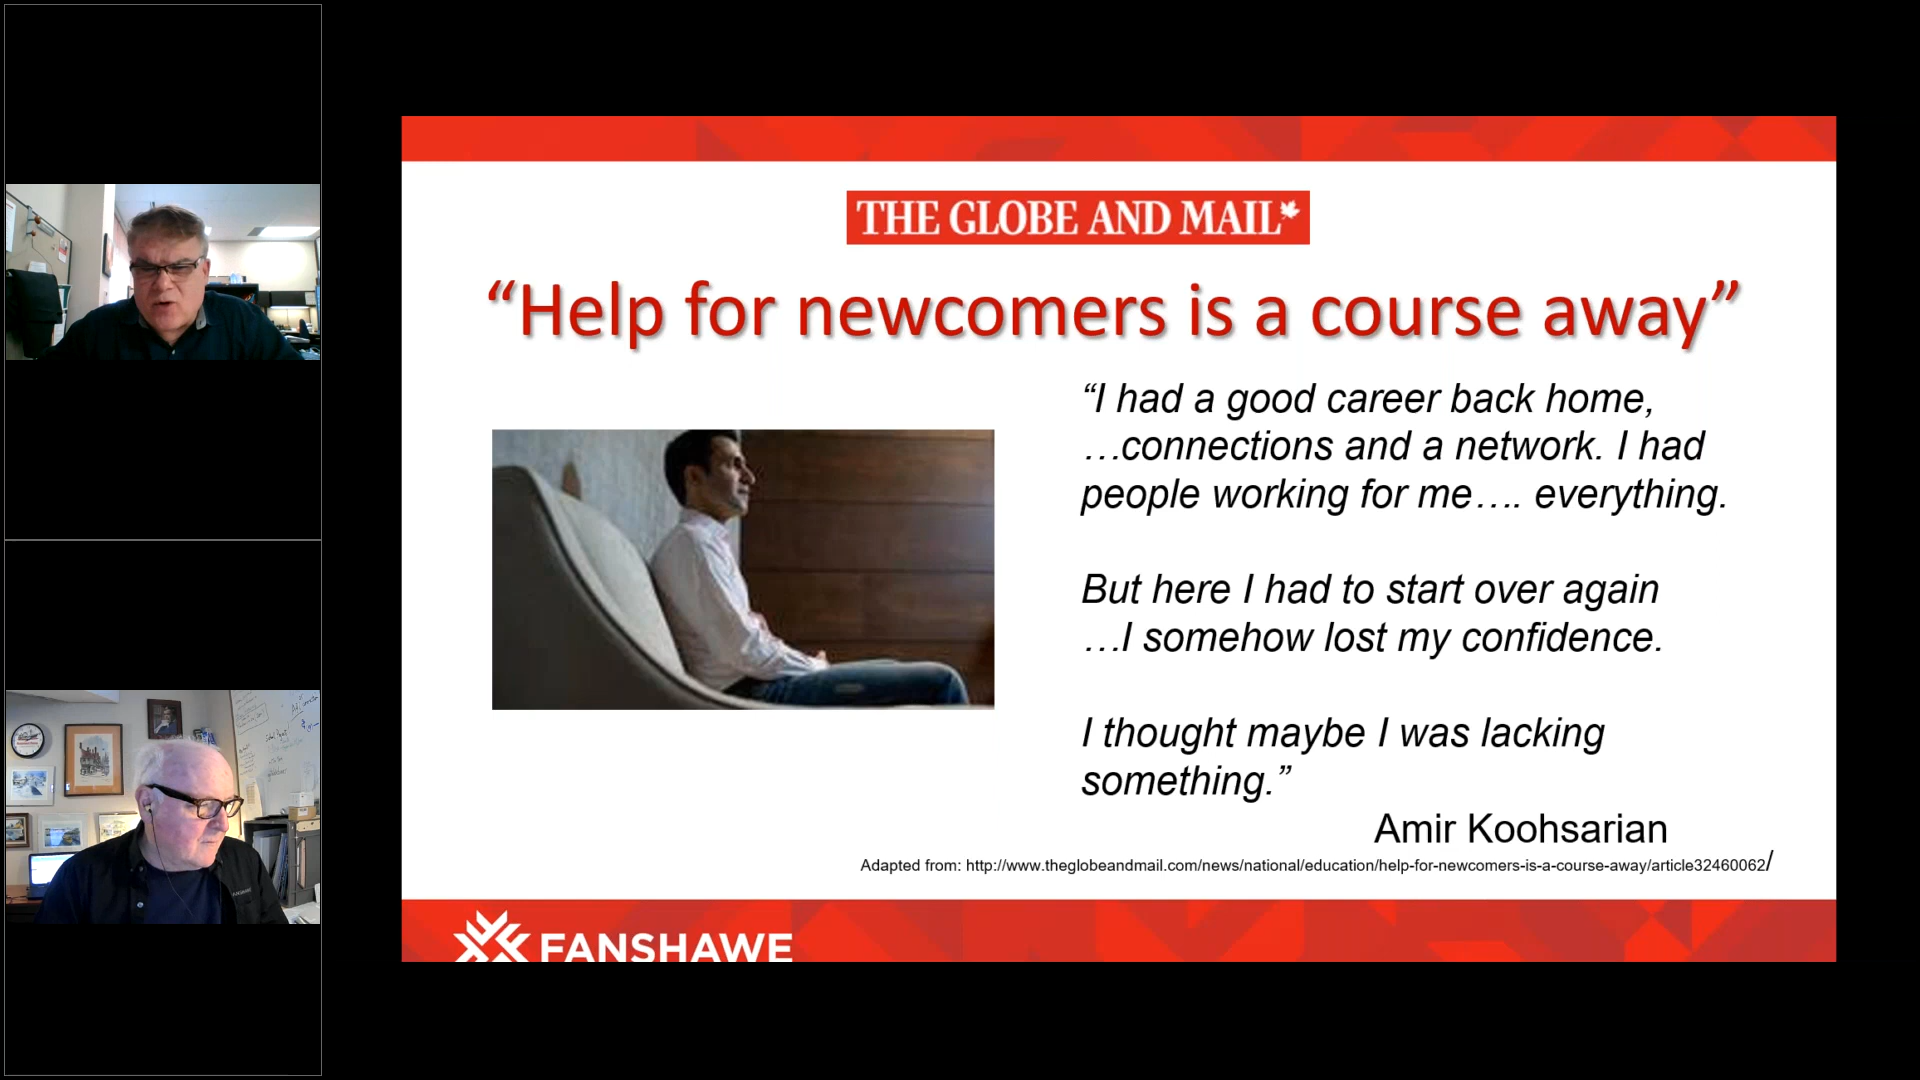 THE GLOBE AND MAIL
“Help for newcomers is a course away”
“I had a good career back home,
…connections and a network. I had
people working for me…. everything.
But here I had to start over again
…I somehow lost my confidence.
I thought maybe I was lacking
something.”
Amir Koohsarian
Adapted from: http://www.theglobeandmail.com/news/national/education/help-for-newcomers-is-a-course-away/article32460062/
FANSHAWE